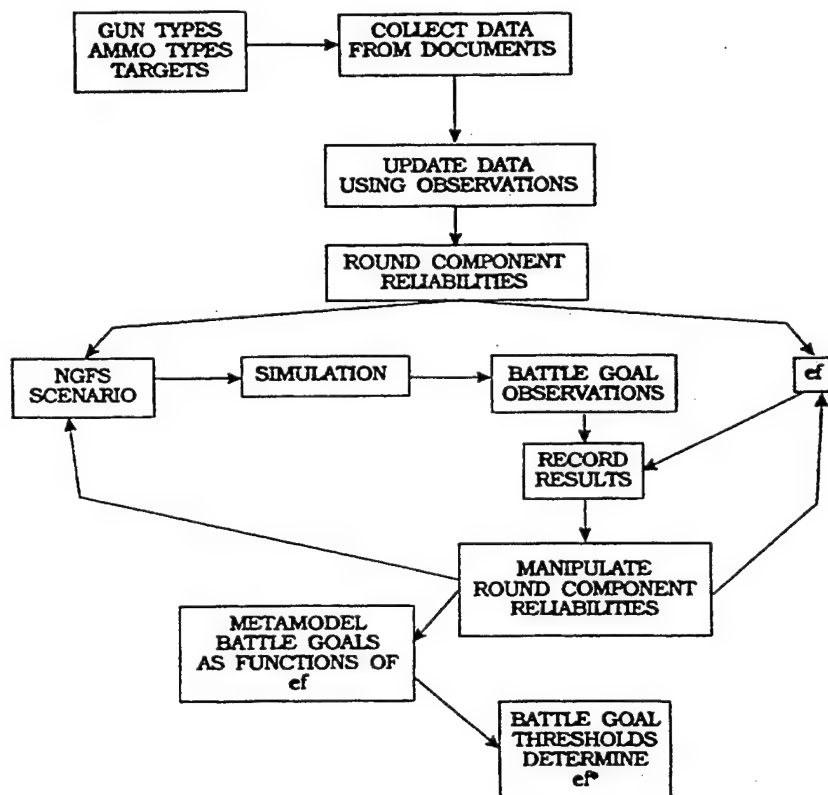 GUN TYPES
AMMO TYPES
TARGETS
COLLECT DATA
FROM DOCUMENTS
UPDATE DATA
USING OBSERVATIONS
ROUND COMPONENT
RELIABILITIES
NGFS
SCENARIO
SIMULATION
BATTLE GOAL
OBSERVATIONS
ef
RECORD
RESULTS
MANIPULATE
ROUND COMPONENT
RELIABILITIES
METAMODEL
BATTLE GOALS
AS FUNCTIONS OF
ef
BATTLE GOAL
THRESHOLDS
DETERMINE
ef*